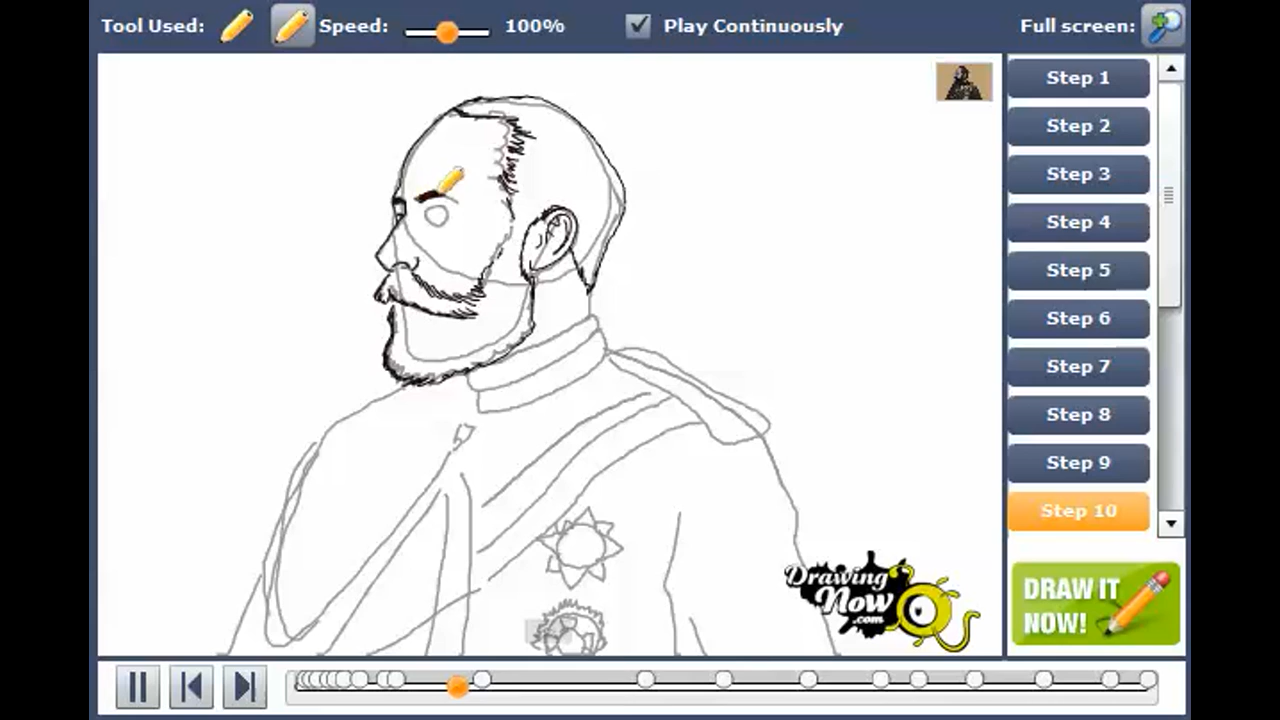 Tool Used:
Speed:
100%
Play Continuously
Full screen:
Step 1
Step 2
Step 3
Step 4
Step 5
Step 6
Step 7
Step 8
Step 9
Step 10
Drawing
Now
.com
DRAW IT
NOW!